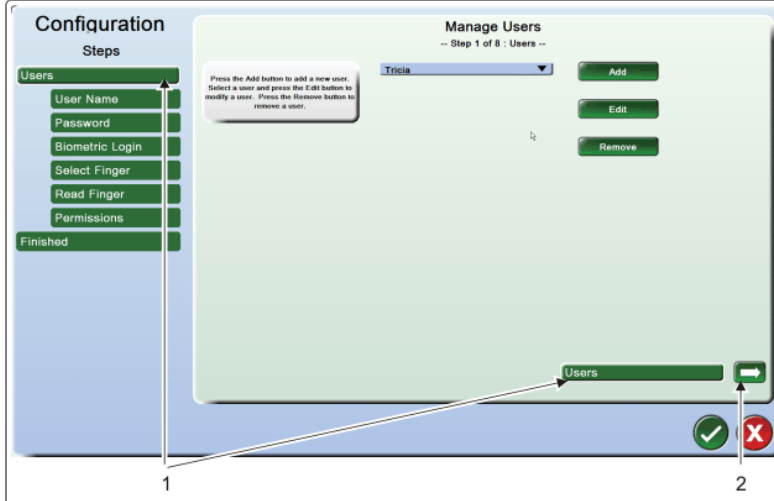 Configuration
Steps
Users
User Name
Password
Biometric Login
Select Finger
Read Finger
Permissions
Finished
Manage Users
-- Step 1 of 8 : Users --
Press the Add button to add a new user.
Select a user and press the Edit button to
modify a user. Press the Remove button to
remove a user.
Tricia
Add
Edit
Remove
Users
1
2